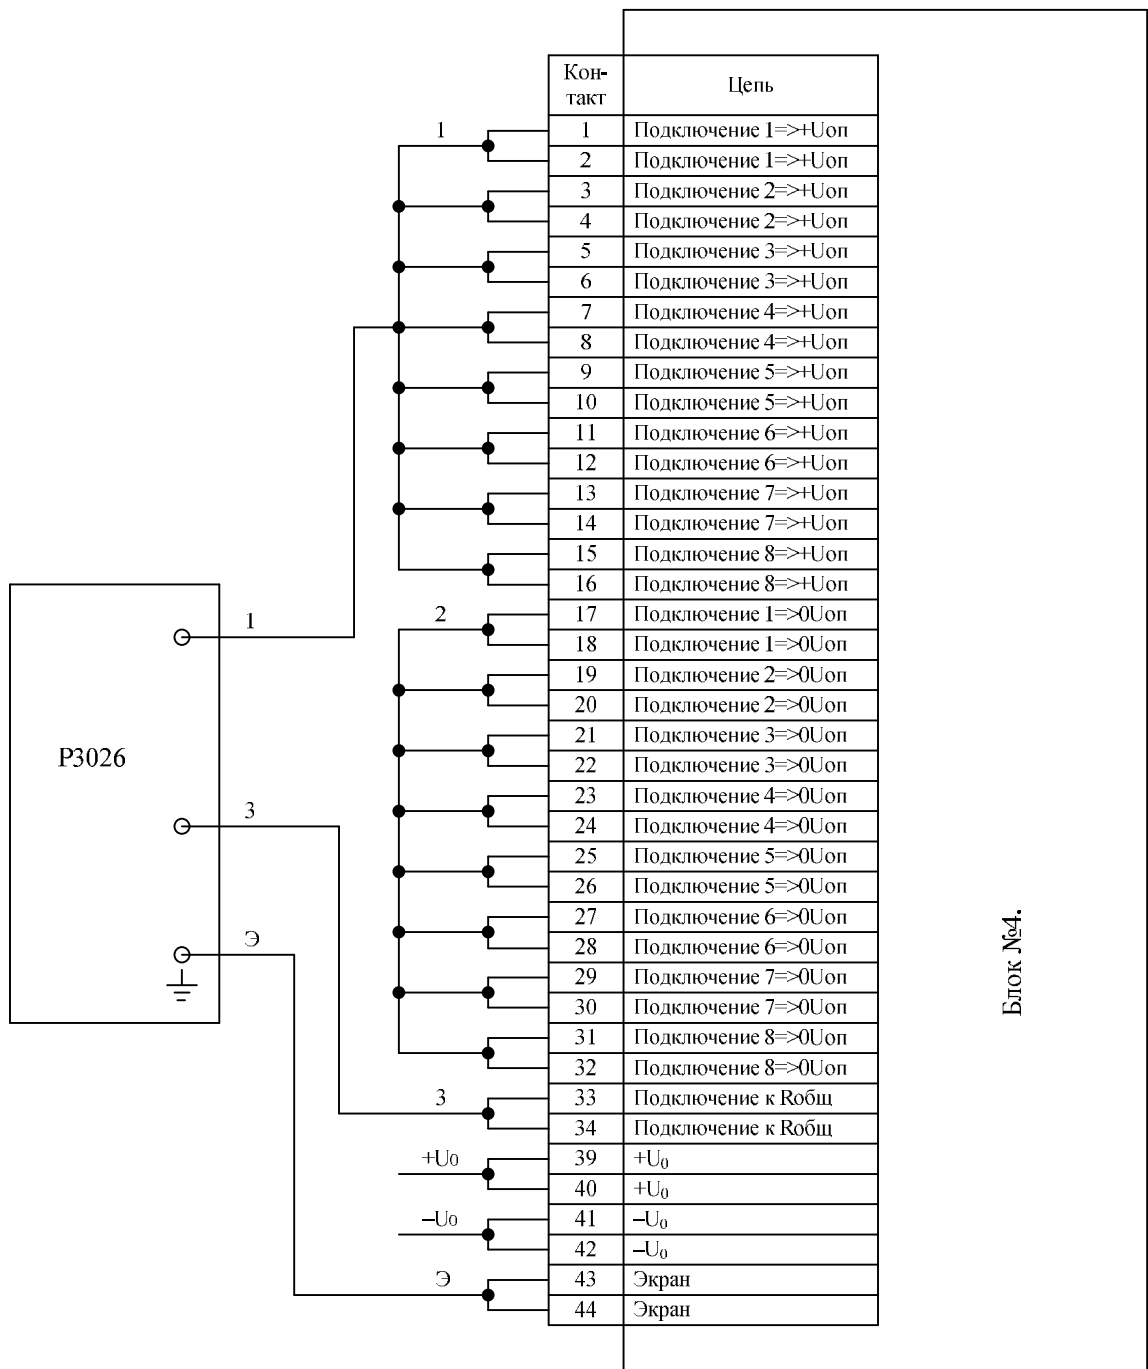 Кон-
такт
Цепь
1
1 Подключение 1=>+Uоп
2 Подключение 1=>+Uоп
3 Подключение 2=>+Uоп
4 Подключение 2=>+Uоп
5 Подключение 3=>+Uоп
6 Подключение 3=>+Uоп
7 Подключение 4=>+Uоп
8 Подключение 4=>+Uоп
9 Подключение 5=>+Uоп
10 Подключение 5=>+Uоп
11 Подключение 6=>+Uоп
12 Подключение 6=>+Uоп
13 Подключение 7=>+Uоп
14 Подключение 7=>+Uоп
15 Подключение 8=>+Uоп
16 Подключение 8=>+Uоп
1
2
17 Подключение 1=>0Uоп
18 Подключение 1=>0Uоп
19 Подключение 2=>0Uоп
20 Подключение 2=>0Uоп
21 Подключение 3=>0Uоп
22 Подключение 3=>0Uоп
P3026
23 Подключение 4=>0Uоп
24 Подключение 4=>0Uоп
3
25 Подключение 5=>0Uоп
26 Подключение 5=>0Uоп
27 Подключение 6=>0Uоп
28 Подключение 6=>0Uоп
Э
29 Подключение 7=>0Uоп
30 Подключение 7=>0Uоп
31 Подключение 8=>0Uоп
32 Подключение 8=>0Uоп
3
33 Подключение к Rобщ
34 Подключение к Rобщ
+U0
39 +U0
40 +U0
–U0
41 –U0
42 –U0
Э
43 Экран
44 Экран
Блок №4.